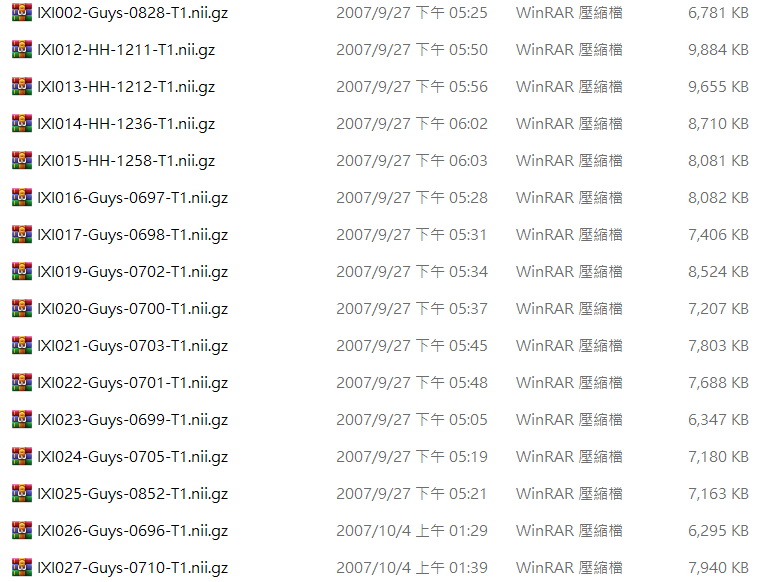 IXI002-Guys-0828-T1.nii.gz 2007/9/27 下午 05:25 WinRAR 壓縮檔 6,781 KB
IXI012-HH-1211-T1.nii.gz 2007/9/27 下午 05:50 WinRAR 壓縮檔 9,884 KB
IXI013-HH-1212-T1.nii.gz 2007/9/27 下午 05:56 WinRAR 壓縮檔 9,655 KB
IXI014-HH-1236-T1.nii.gz 2007/9/27 下午 06:02 WinRAR 壓縮檔 8,710 KB
IXI015-HH-1258-T1.nii.gz 2007/9/27 下午 06:03 WinRAR 壓縮檔 8,081 KB
IXI016-Guys-0697-T1.nii.gz 2007/9/27 下午 05:28 WinRAR 壓縮檔 8,082 KB
IXI017-Guys-0698-T1.nii.gz 2007/9/27 下午 05:31 WinRAR 壓縮檔 7,406 KB
IXI019-Guys-0702-T1.nii.gz 2007/9/27 下午 05:34 WinRAR 壓縮檔 8,524 KB
IXI020-Guys-0700-T1.nii.gz 2007/9/27 下午 05:37 WinRAR 壓縮檔 7,207 KB
IXI021-Guys-0703-T1.nii.gz 2007/9/27 下午 05:45 WinRAR 壓縮檔 7,803 KB
IXI022-Guys-0701-T1.nii.gz 2007/9/27 下午 05:48 WinRAR 壓縮檔 7,688 KB
IXI023-Guys-0699-T1.nii.gz 2007/9/27 下午 05:05 WinRAR 壓縮檔 6,347 KB
IXI024-Guys-0705-T1.nii.gz 2007/9/27 下午 05:19 WinRAR 壓縮檔 7,180 KB
IXI025-Guys-0852-T1.nii.gz 2007/9/27 下午 05:21 WinRAR 壓縮檔 7,163 KB
IXI026-Guys-0696-T1.nii.gz 2007/10/4 上午 01:29 WinRAR 壓縮檔 6,295 KB
IXI027-Guys-0710-T1.nii.gz 2007/10/4 上午 01:39 WinRAR 壓縮檔 7,940 KB